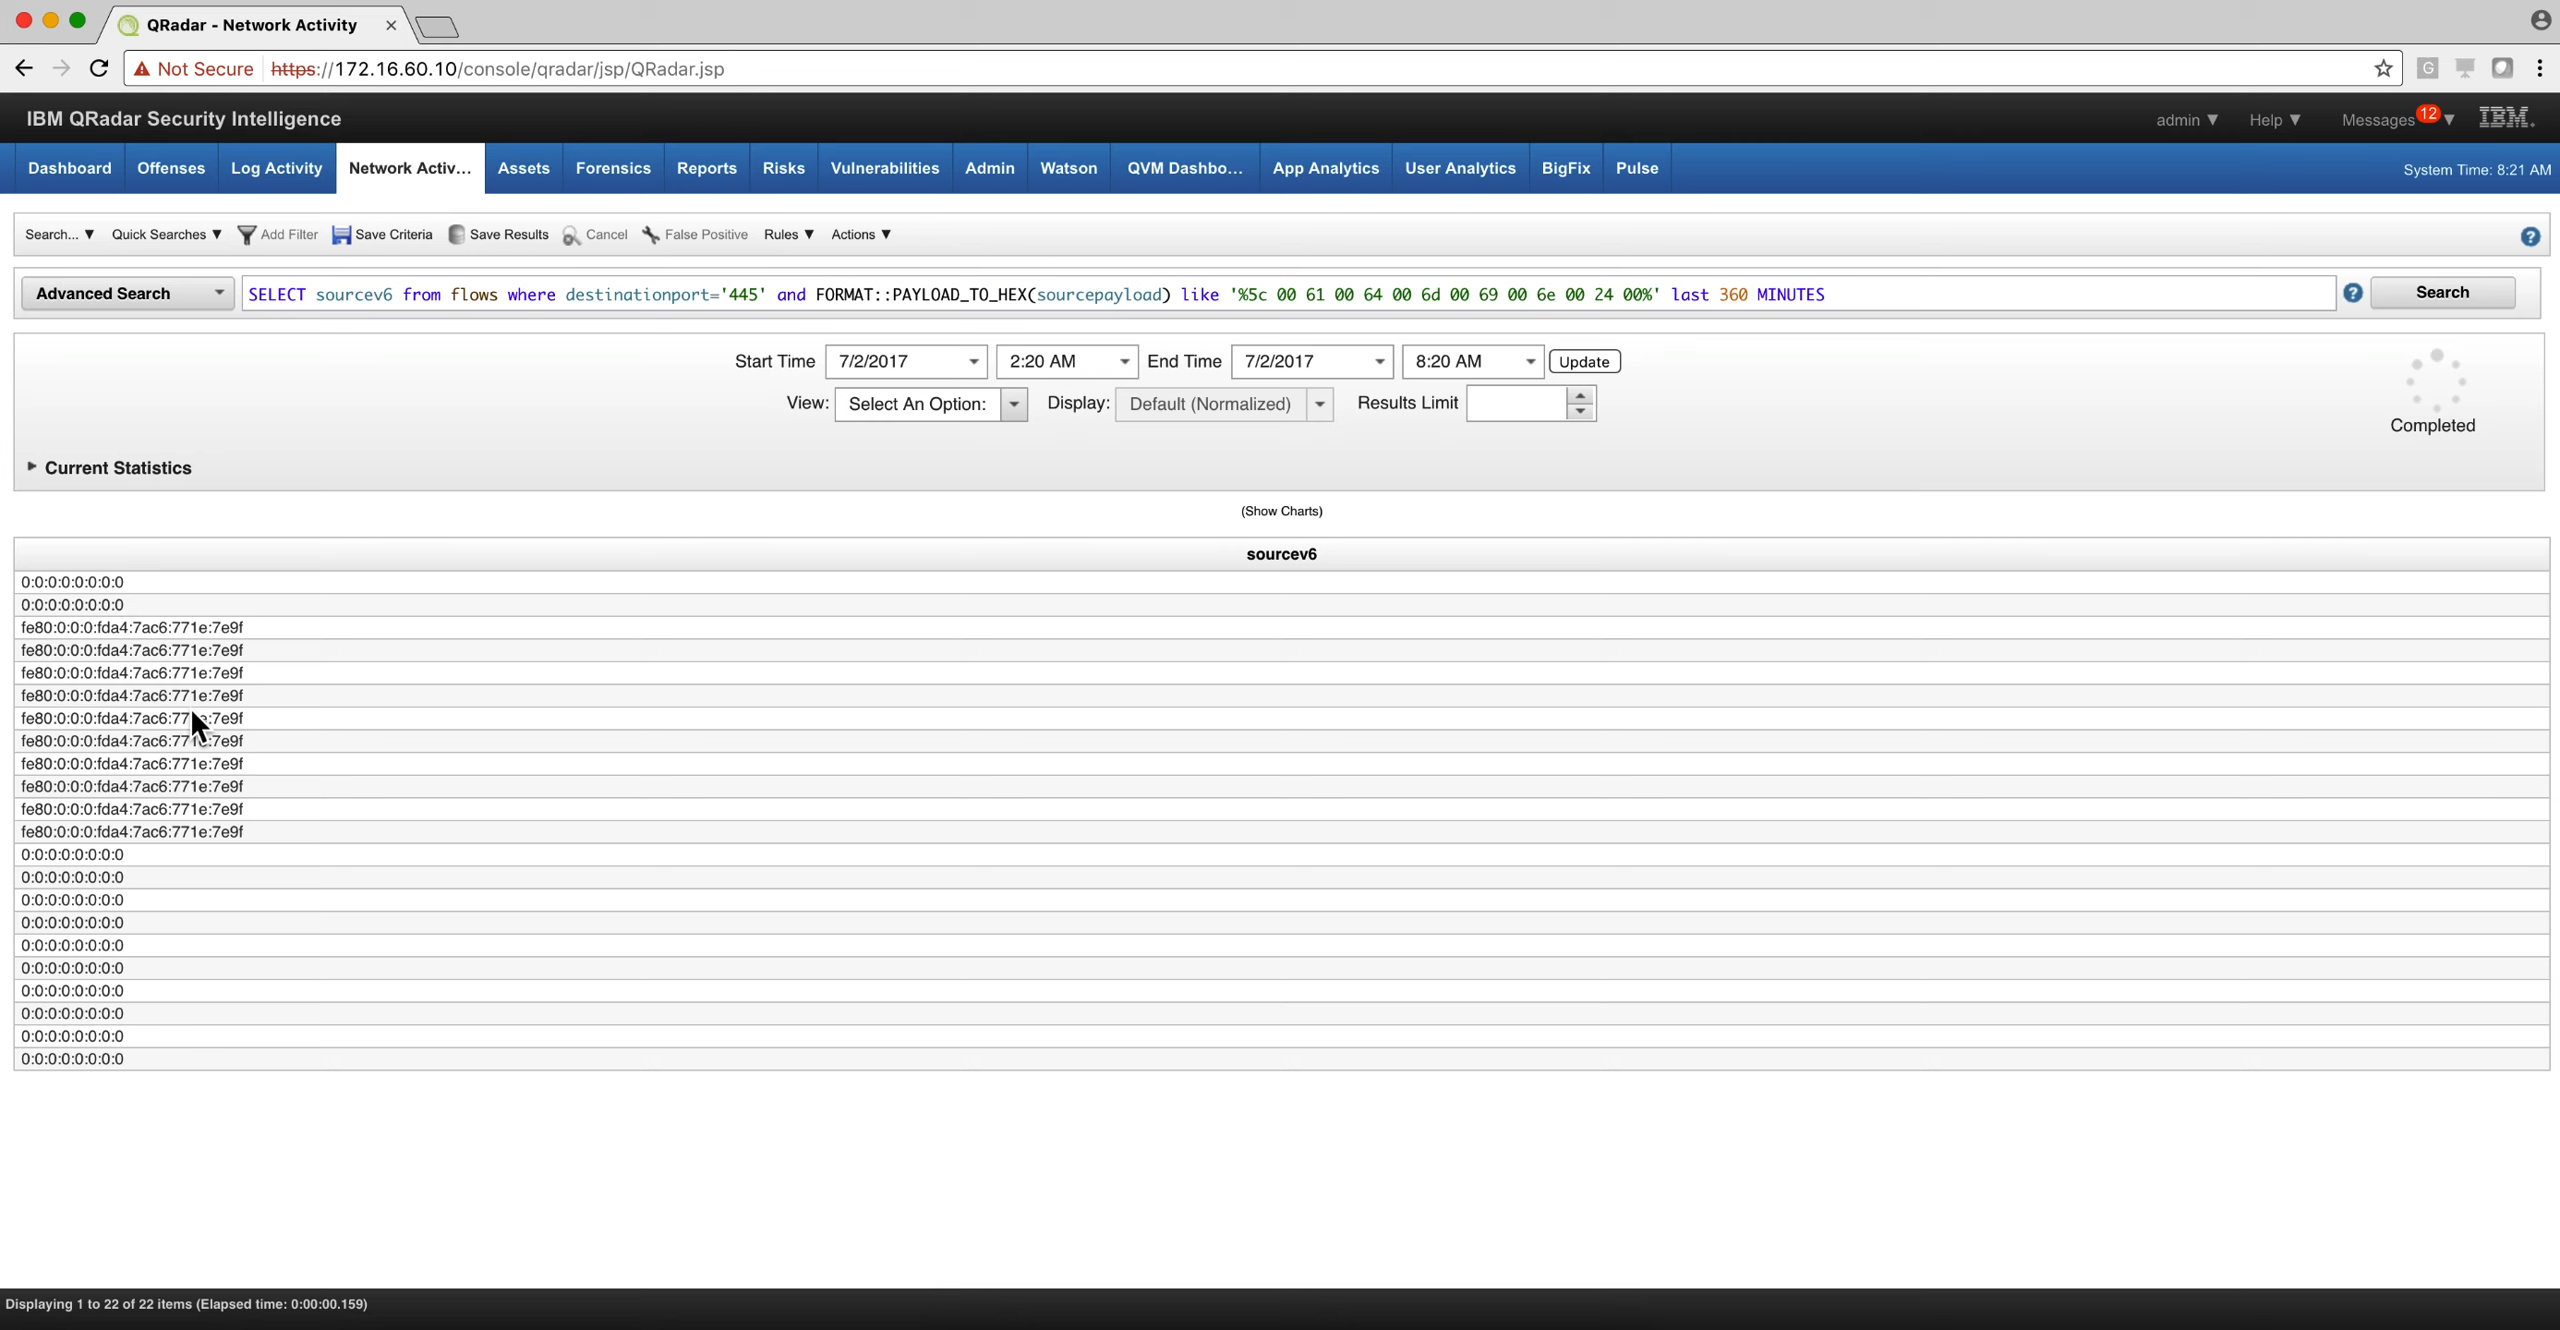 QRadar - Network Activity
Not Secure https://172.16.60.10/console/qradar/jsp/QRadar.jsp
IBM QRadar Security Intelligence
admin ▼ Help ▼ Messages 12 ▼ IBM
Dashboard Offenses Log Activity Network Activ... Assets Forensics Reports Risks Vulnerabilities Admin Watson QVM Dashbo... App Analytics User Analytics BigFix Pulse System Time: 8:21 AM
Search... ▼ Quick Searches ▼ Add Filter Save Criteria Save Results Cancel False Positive Rules ▼ Actions ▼ ?
Advanced Search SELECT sourcev6 from flows where destinationport='445' and FORMAT::PAYLOAD_TO_HEX(sourcepayload) like '%5c 00 61 00 64 00 6d 00 69 00 6e 00 24 00%' last 360 MINUTES ? Search
Start Time 7/2/2017 2:20 AM End Time 7/2/2017 8:20 AM Update
View: Select An Option: Display: Default (Normalized) Results Limit
Completed
Current Statistics
(Show Charts)
sourcev6
0:0:0:0:0:0:0:0
0:0:0:0:0:0:0:0
fe80:0:0:0:fda4:7ac6:771e:7e9f
fe80:0:0:0:fda4:7ac6:771e:7e9f
fe80:0:0:0:fda4:7ac6:771e:7e9f
fe80:0:0:0:fda4:7ac6:771e:7e9f
fe80:0:0:0:fda4:7ac6:771e:7e9f
fe80:0:0:0:fda4:7ac6:771e:7e9f
fe80:0:0:0:fda4:7ac6:771e:7e9f
fe80:0:0:0:fda4:7ac6:771e:7e9f
fe80:0:0:0:fda4:7ac6:771e:7e9f
fe80:0:0:0:fda4:7ac6:771e:7e9f
0:0:0:0:0:0:0:0
0:0:0:0:0:0:0:0
0:0:0:0:0:0:0:0
0:0:0:0:0:0:0:0
0:0:0:0:0:0:0:0
0:0:0:0:0:0:0:0
0:0:0:0:0:0:0:0
0:0:0:0:0:0:0:0
0:0:0:0:0:0:0:0
0:0:0:0:0:0:0:0
Displaying 1 to 22 of 22 items (Elapsed time: 0:00:00.159)